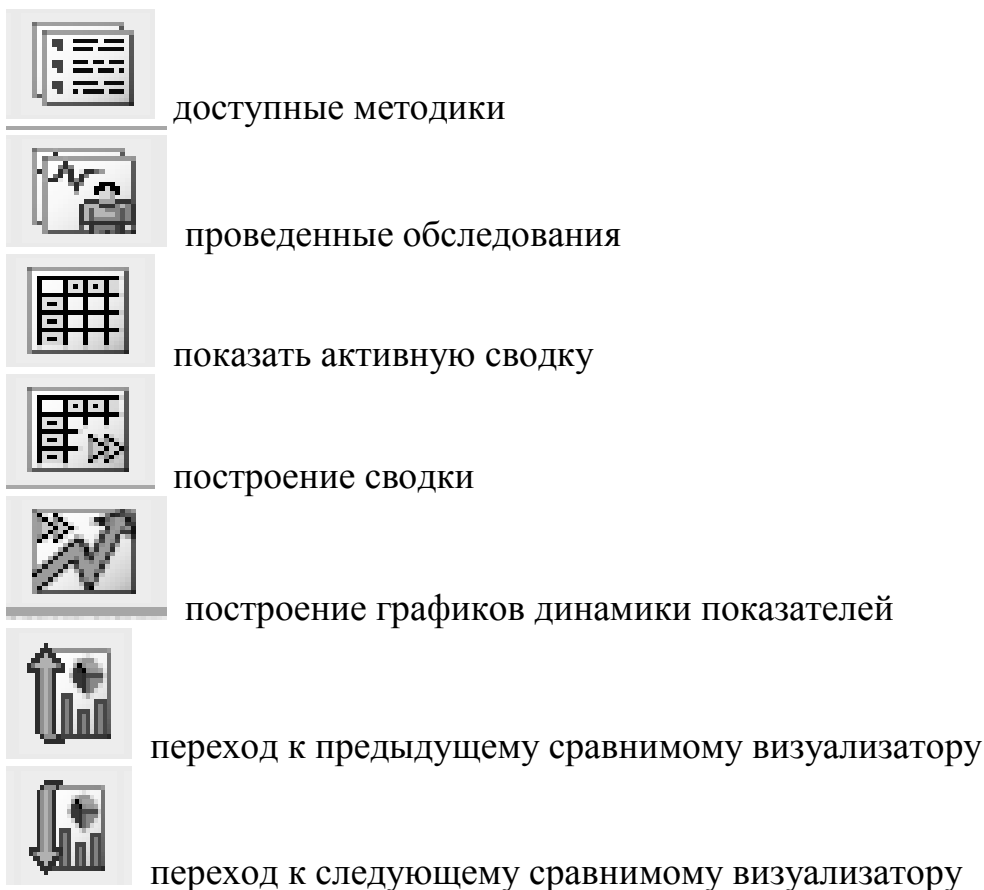 доступные методики
проведенные обследования
показать активную сводку
построение сводки
построение графиков динамики показателей
переход к предыдущему сравнимому визуализатору
переход к следующему сравнимому визуализатору